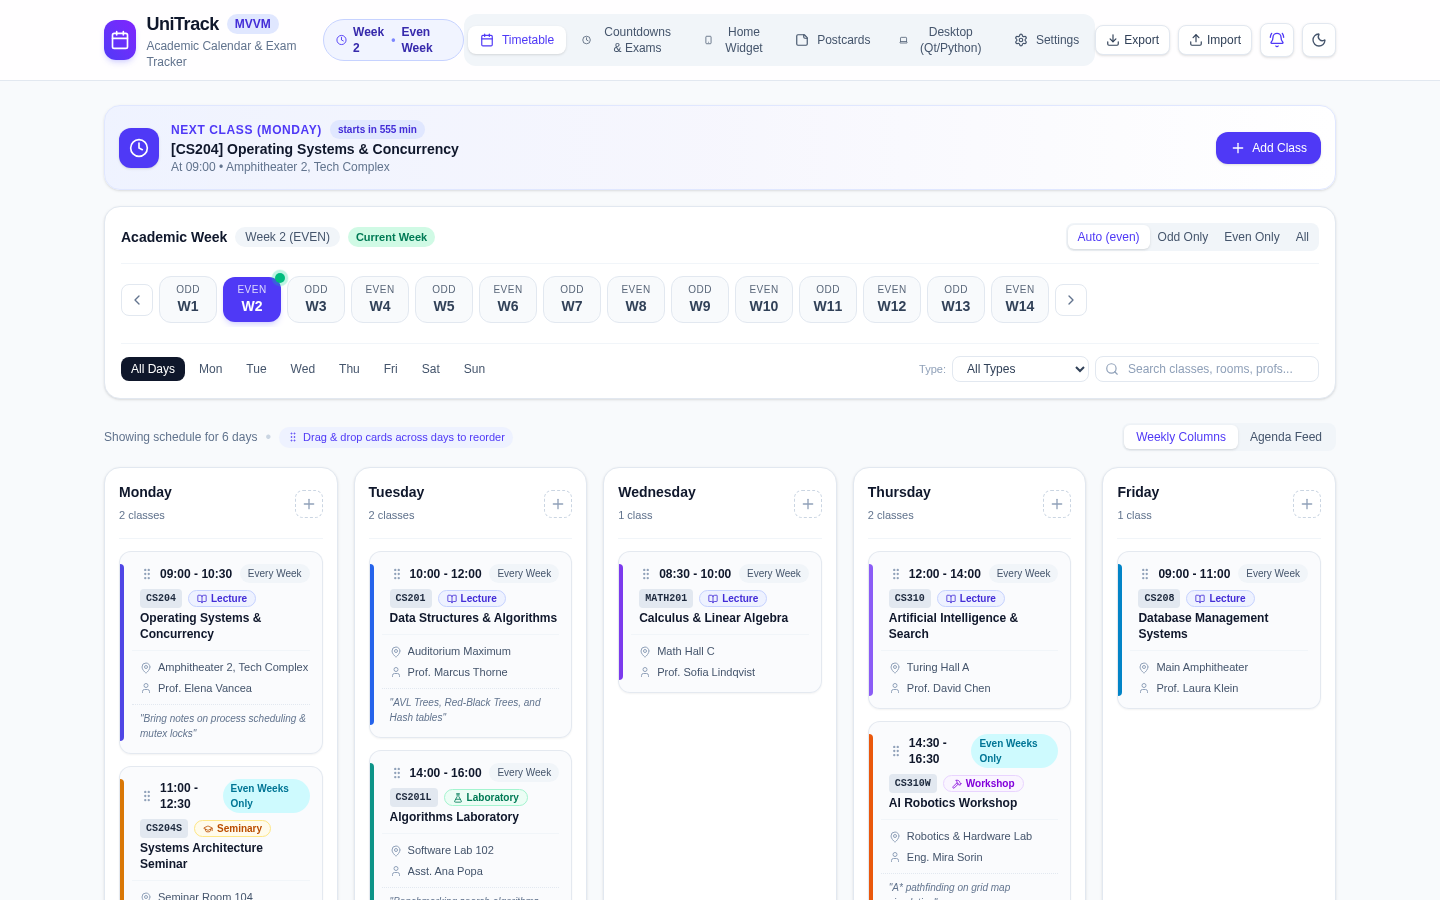 UniTrack MVVM
Academic Calendar & Exam
Tracker
Week
2
•
Even
Week
Timetable
Countdowns
& Exams
Home
Widget
Postcards
Desktop
(Qt/Python)
Settings
Export
Import
NEXT CLASS (MONDAY) starts in 555 min
[CS204] Operating Systems & Concurrency
At 09:00 • Amphitheater 2, Tech Complex
Add Class
Academic Week Week 2 (EVEN) Current Week
Auto (even) Odd Only Even Only All
ODD
W1
EVEN
W2
ODD
W3
EVEN
W4
ODD
W5
EVEN
W6
ODD
W7
EVEN
W8
ODD
W9
EVEN
W10
ODD
W11
EVEN
W12
ODD
W13
EVEN
W14
All Days Mon Tue Wed Thu Fri Sat Sun
Type: All Types Search classes, rooms, profs...
Showing schedule for 6 days • Drag & drop cards across days to reorder
Weekly Columns Agenda Feed
Monday
2 classes
09:00 - 10:30 Every Week
CS204 Lecture
Operating Systems &
Concurrency
Amphitheater 2, Tech Complex
Prof. Elena Vancea
"Bring notes on process scheduling &
mutex locks"
11:00 -
12:30
Even Weeks
Only
CS204S Seminary
Systems Architecture
Seminar
Seminar Room 104
Tuesday
2 classes
10:00 - 12:00 Every Week
CS201 Lecture
Data Structures & Algorithms
Auditorium Maximum
Prof. Marcus Thorne
"AVL Trees, Red-Black Trees, and
Hash tables"
14:00 - 16:00 Every Week
CS201L Laboratory
Algorithms Laboratory
Software Lab 102
Asst. Ana Popa
Wednesday
1 class
08:30 - 10:00 Every Week
MATH201 Lecture
Calculus & Linear Algebra
Math Hall C
Prof. Sofia Lindqvist
Thursday
2 classes
12:00 - 14:00 Every Week
CS310 Lecture
Artificial Intelligence &
Search
Turing Hall A
Prof. David Chen
14:30 -
16:30
Even Weeks
Only
CS310W Workshop
AI Robotics Workshop
Robotics & Hardware Lab
Eng. Mira Sorin
"A* pathfinding on grid map
Friday
1 class
09:00 - 11:00 Every Week
CS208 Lecture
Database Management
Systems
Main Amphitheater
Prof. Laura Klein